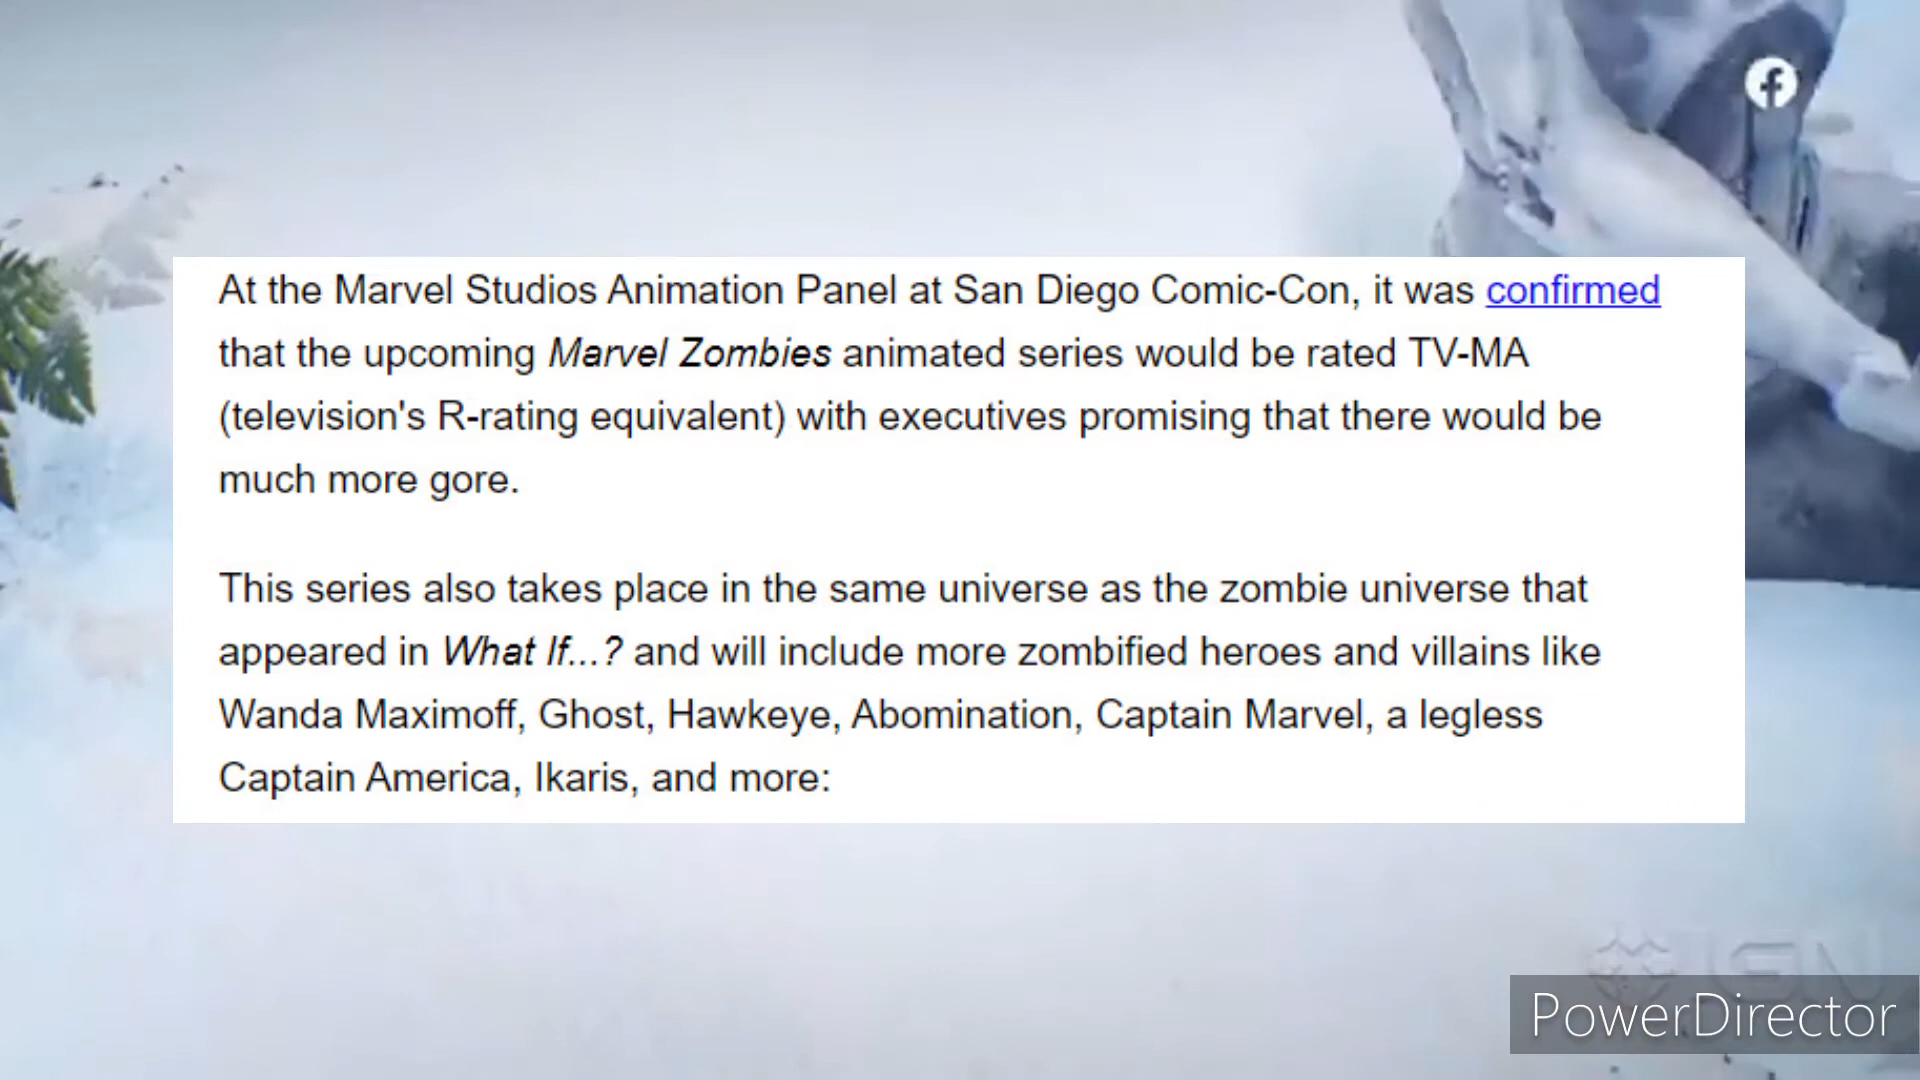 At the Marvel Studios Animation Panel at San Diego Comic-Con, it was confirmed
that the upcoming Marvel Zombies animated series would be rated TV-MA
(television's R-rating equivalent) with executives promising that there would be
much more gore.
This series also takes place in the same universe as the zombie universe that
appeared in What If...? and will include more zombified heroes and villains like
Wanda Maximoff, Ghost, Hawkeye, Abomination, Captain Marvel, a legless
Captain America, Ikaris, and more:
IGN
PowerDirector